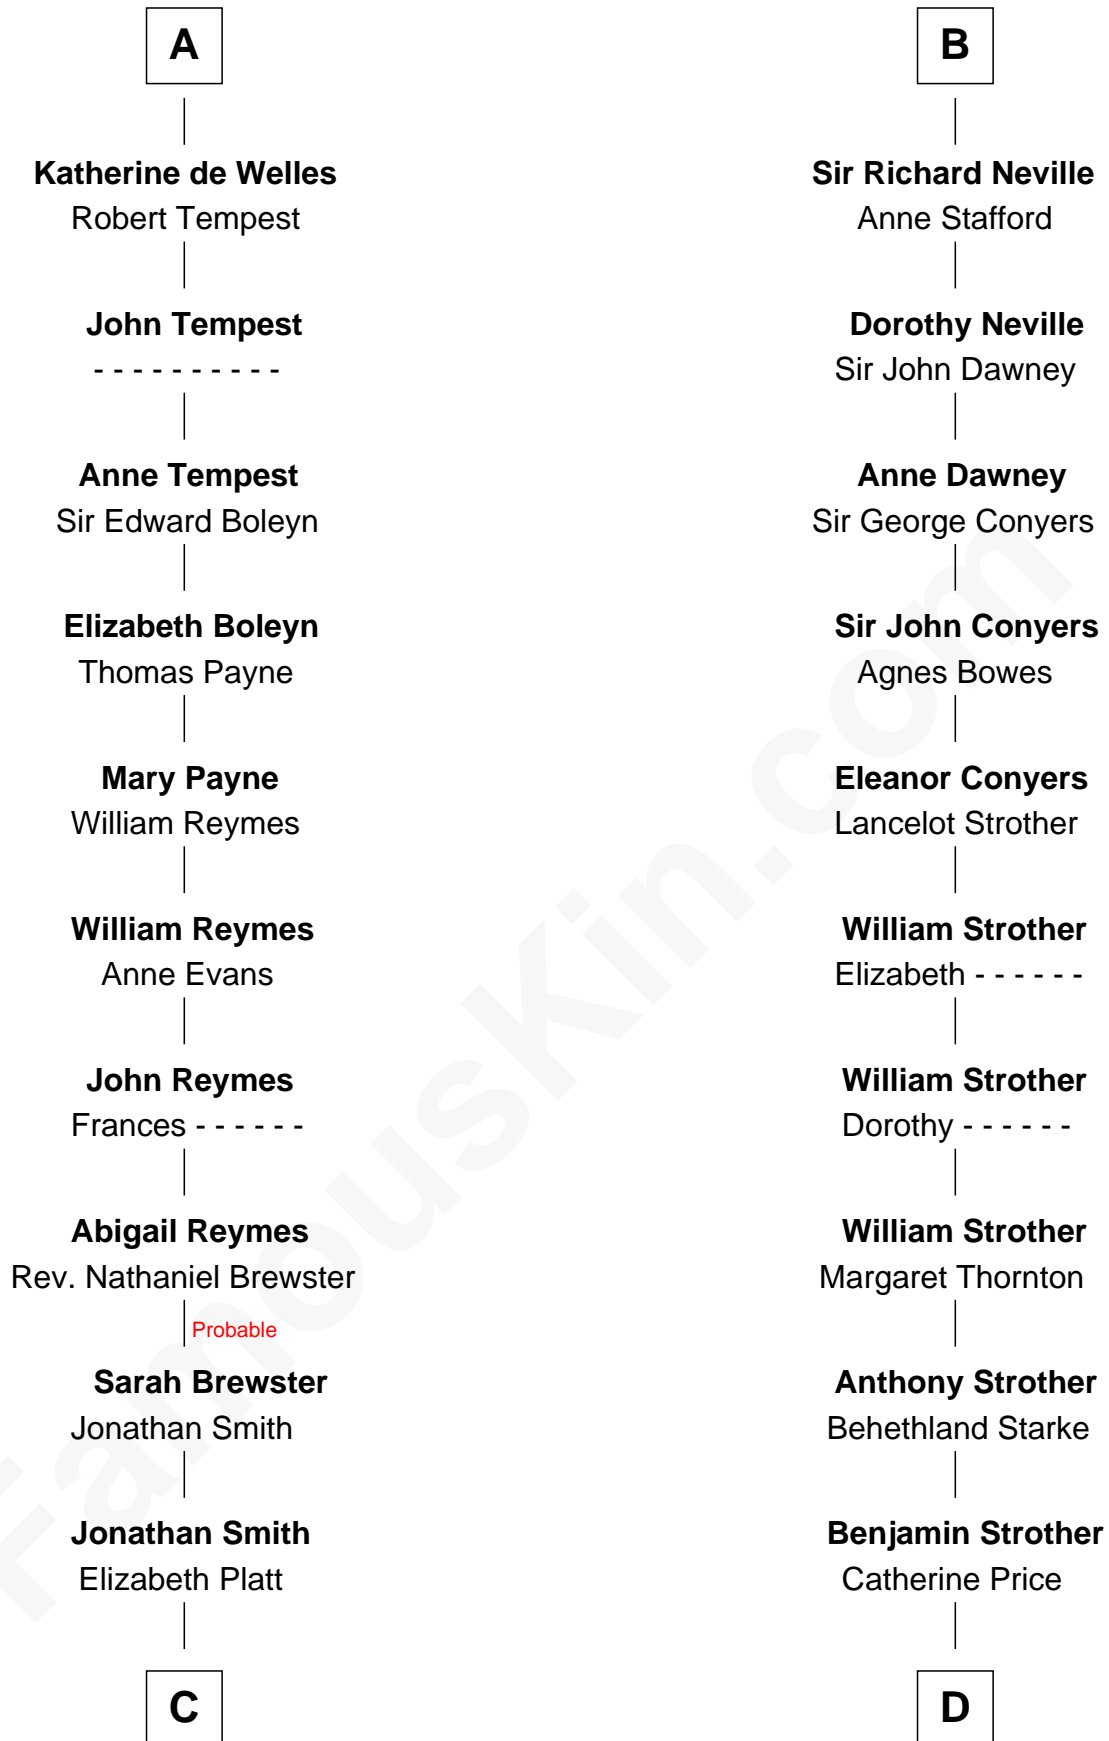 A
Katherine de Welles
Robert Tempest
John Tempest
- - - - - - - - - -
Anne Tempest
Sir Edward Boleyn
Elizabeth Boleyn
Thomas Payne
Mary Payne
William Reymes
William Reymes
Anne Evans
John Reymes
Frances - - - - - -
Abigail Reymes
Rev. Nathaniel Brewster
Probable
Sarah Brewster
Jonathan Smith
Jonathan Smith
Elizabeth Platt
C
B
Sir Richard Neville
Anne Stafford
Dorothy Neville
Sir John Dawney
Anne Dawney
Sir George Conyers
Sir John Conyers
Agnes Bowes
Eleanor Conyers
Lancelot Strother
William Strother
Elizabeth - - - - - -
William Strother
Dorothy - - - - - -
William Strother
Margaret Thornton
Anthony Strother
Behethland Starke
Benjamin Strother
Catherine Price
D
FamousKin.com